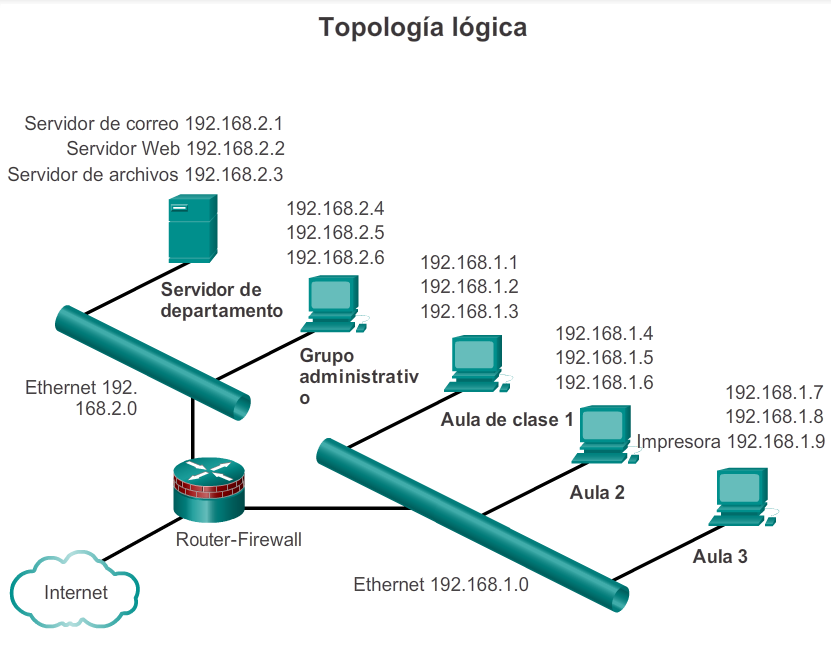 Topología lógica
Servidor de correo 192.168.2.1
Servidor Web 192.168.2.2
Servidor de archivos 192.168.2.3
192.168.2.4
192.168.2.5
192.168.2.6
Servidor de
departamento
192.168.1.1
192.168.1.2
192.168.1.3
Grupo
administrativ
o
192.168.1.4
192.168.1.5
192.168.1.6
Ethernet 192.
168.2.0
Aula de clase 1
192.168.1.7
192.168.1.8
Impresora 192.168.1.9
Aula 2
Router-Firewall
Aula 3
Ethernet 192.168.1.0
Internet